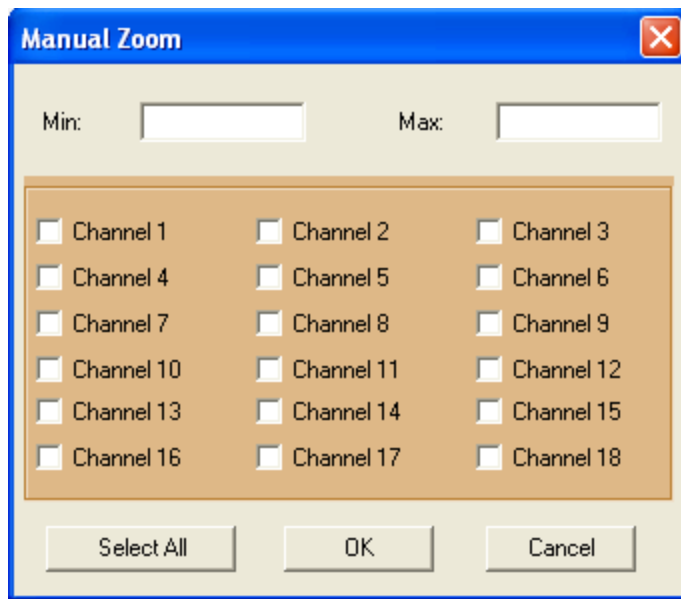 Manual Zoom
Min: Max:
Channel 1 Channel 2 Channel 3
Channel 4 Channel 5 Channel 6
Channel 7 Channel 8 Channel 9
Channel 10 Channel 11 Channel 12
Channel 13 Channel 14 Channel 15
Channel 16 Channel 17 Channel 18
Select All OK Cancel